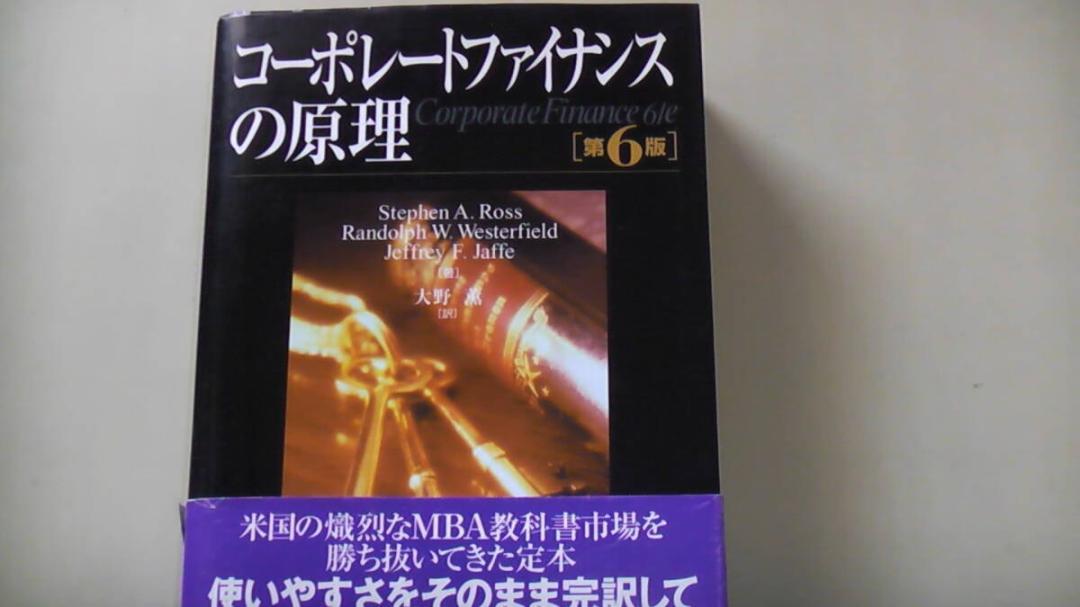 コーポレートファイナンス
の原理
Corporate Finance 6/e
[第6版]
Stephen A. Ross
Randolph W. Westerfield
Jeffrey F. Jaffe
[著]
大野 薫
[訳]
米国の熾烈なMBA教科書市場を
勝ち抜いてきた定本
使いやすさをそのまま完訳して